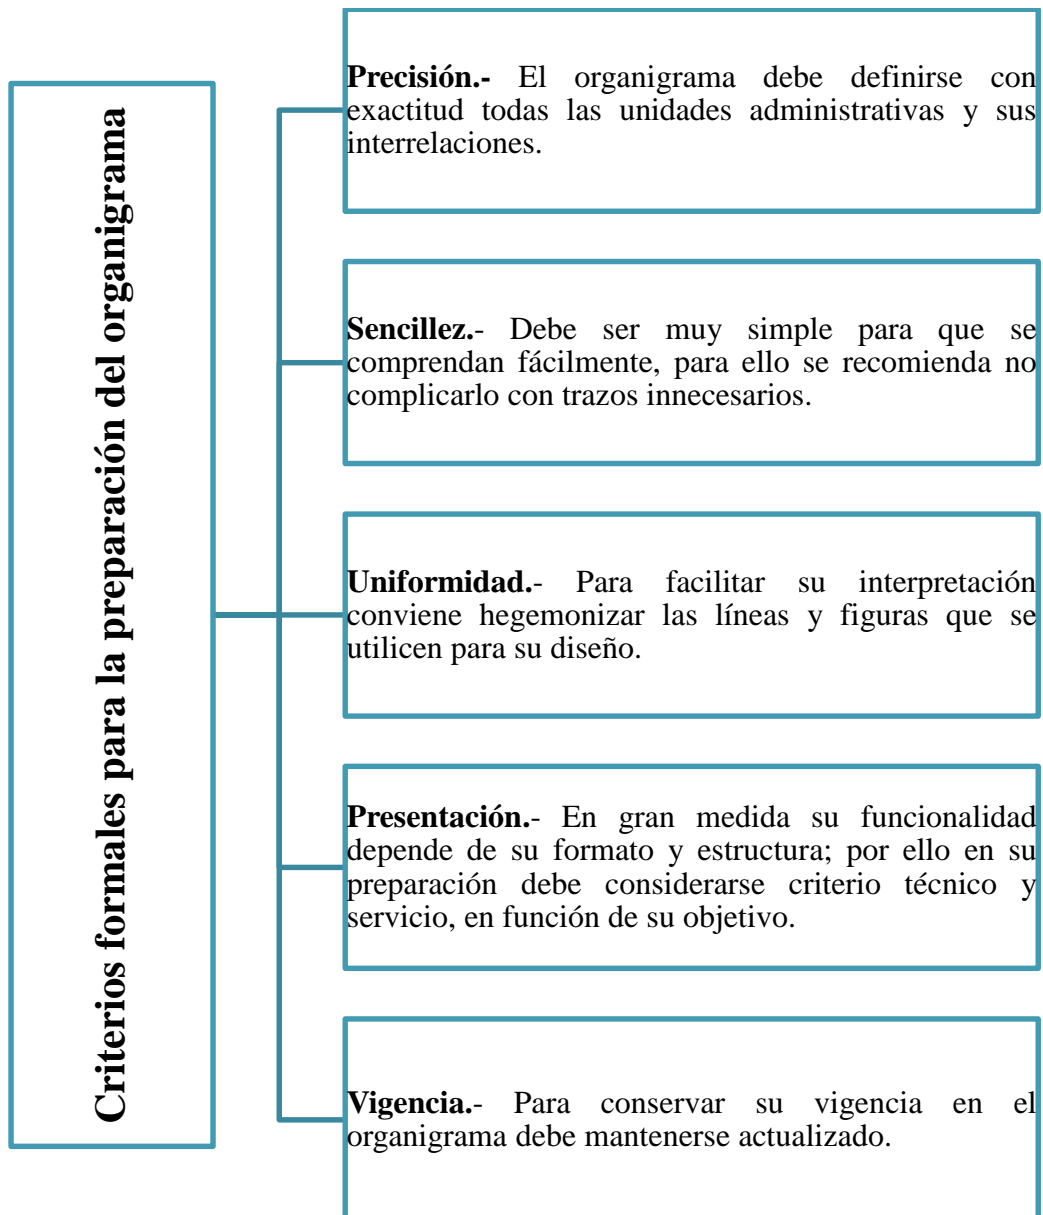 Criterios formales para la preparación del organigrama
Precisión.- El organigrama debe definirse con
exactitud todas las unidades administrativas y sus
interrelaciones.
Sencillez.- Debe ser muy simple para que se
comprendan fácilmente, para ello se recomienda no
complicarlo con trazos innecesarios.
Uniformidad.- Para facilitar su interpretación
conviene hegemonizar las líneas y figuras que se
utilicen para su diseño.
Presentación.- En gran medida su funcionalidad
depende de su formato y estructura; por ello en su
preparación debe considerarse criterio técnico y
servicio, en función de su objetivo.
Vigencia.- Para conservar su vigencia en el
organigrama debe mantenerse actualizado.